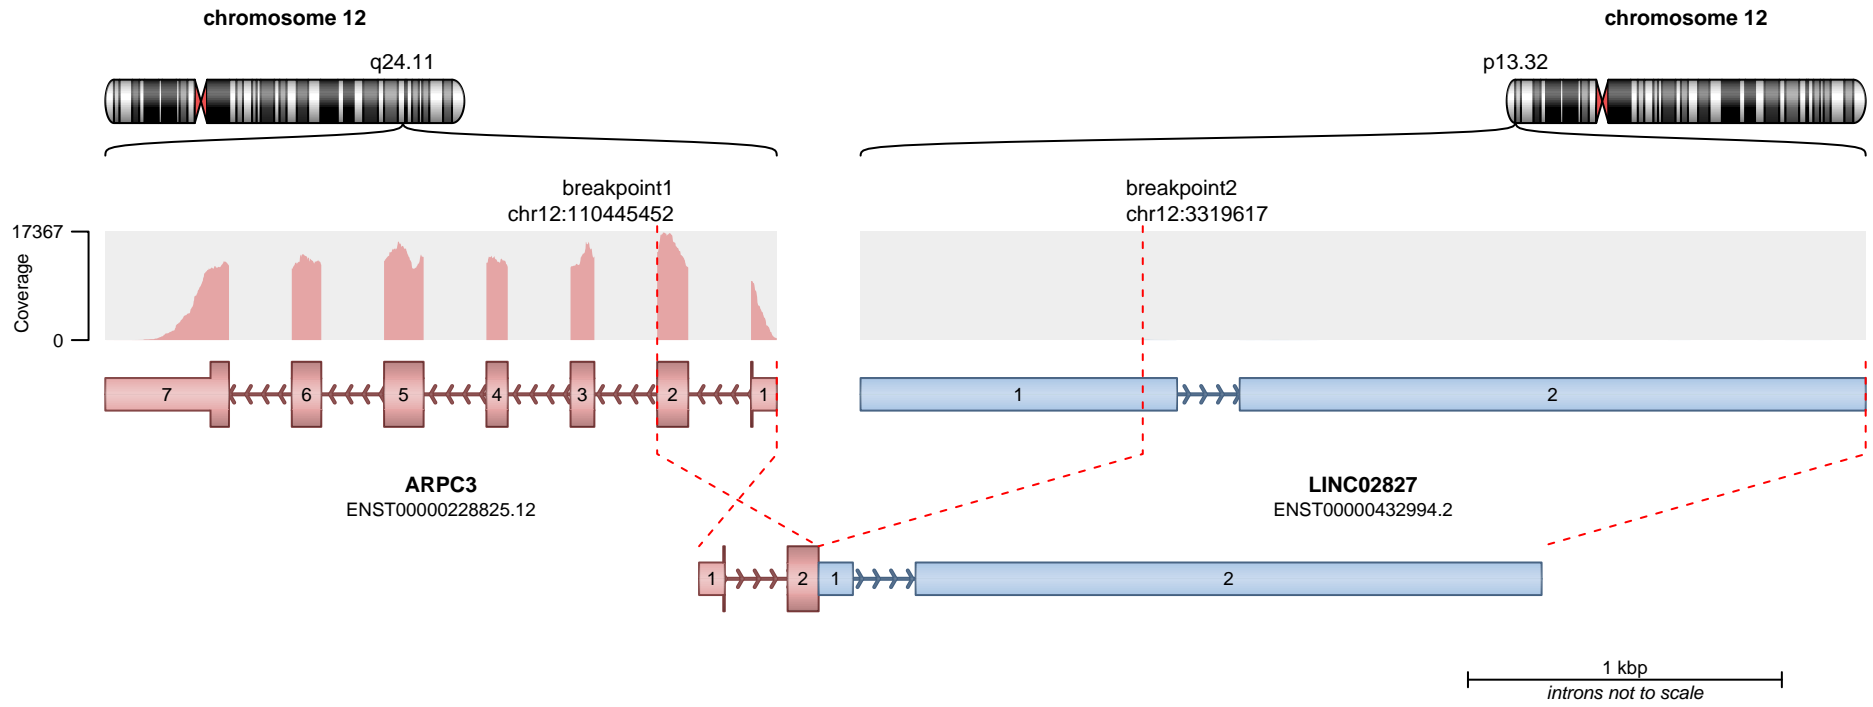 chromosome 12
chromosome 12
q24.11
p13.32
breakpoint1
chr12:110445452
breakpoint2
chr12:3319617
17367
Coverage
0
7 6 5 4 3 2 1
1 2
ARPC3
ENST00000228825.12
LINC02827
ENST00000432994.2
1 2 1 2
1 kbp
introns not to scale